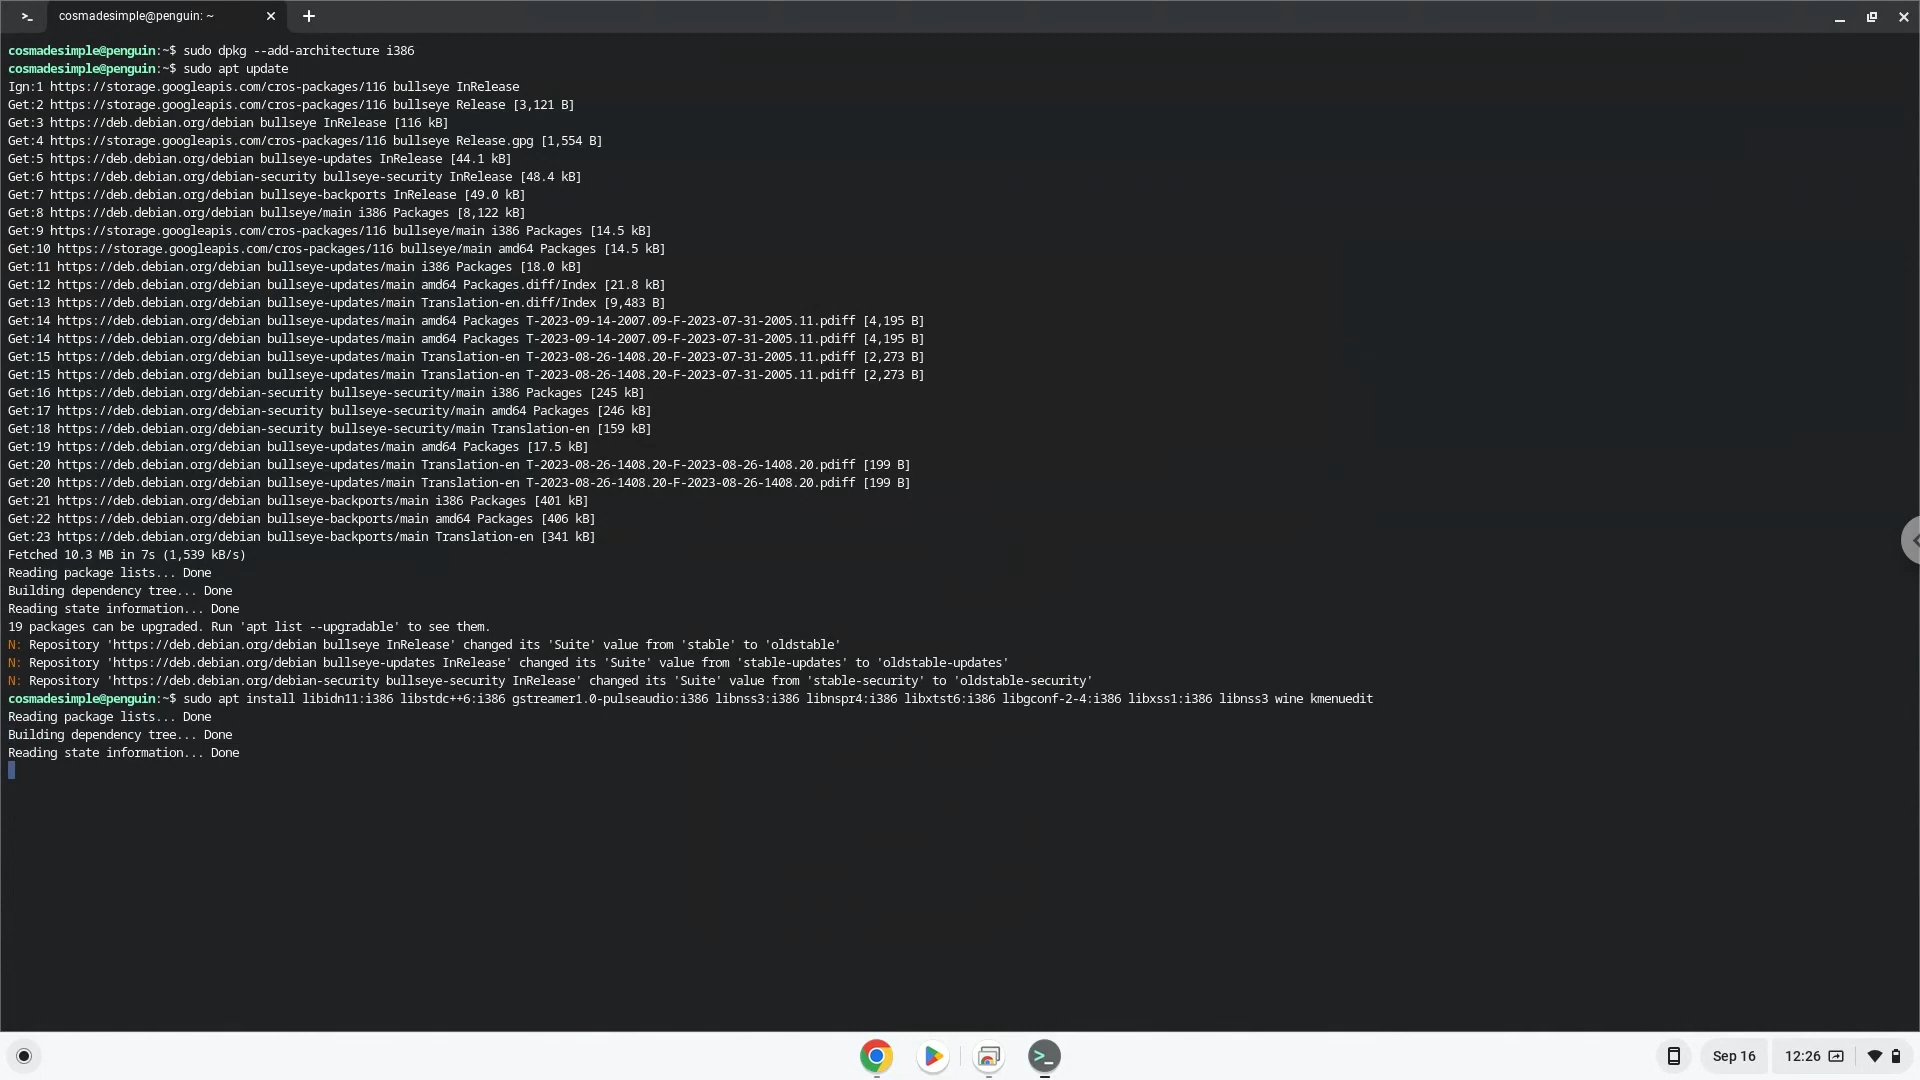 cosmadesimple@penguin: ~
cosmadesimple@penguin:~$ sudo dpkg --add-architecture i386
cosmadesimple@penguin:~$ sudo apt update
Ign:1 https://storage.googleapis.com/cros-packages/116 bullseye InRelease
Get:2 https://storage.googleapis.com/cros-packages/116 bullseye Release [3,121 B]
Get:3 https://deb.debian.org/debian bullseye InRelease [116 kB]
Get:4 https://storage.googleapis.com/cros-packages/116 bullseye Release.gpg [1,554 B]
Get:5 https://deb.debian.org/debian bullseye-updates InRelease [44.1 kB]
Get:6 https://deb.debian.org/debian-security bullseye-security InRelease [48.4 kB]
Get:7 https://deb.debian.org/debian bullseye-backports InRelease [49.0 kB]
Get:8 https://deb.debian.org/debian bullseye/main i386 Packages [8,122 kB]
Get:9 https://storage.googleapis.com/cros-packages/116 bullseye/main i386 Packages [14.5 kB]
Get:10 https://storage.googleapis.com/cros-packages/116 bullseye/main amd64 Packages [14.5 kB]
Get:11 https://deb.debian.org/debian bullseye-updates/main i386 Packages [18.0 kB]
Get:12 https://deb.debian.org/debian bullseye-updates/main amd64 Packages.diff/Index [21.8 kB]
Get:13 https://deb.debian.org/debian bullseye-updates/main Translation-en.diff/Index [9,483 B]
Get:14 https://deb.debian.org/debian bullseye-updates/main amd64 Packages T-2023-09-14-2007.09-F-2023-07-31-2005.11.pdiff [4,195 B]
Get:14 https://deb.debian.org/debian bullseye-updates/main amd64 Packages T-2023-09-14-2007.09-F-2023-07-31-2005.11.pdiff [4,195 B]
Get:15 https://deb.debian.org/debian bullseye-updates/main Translation-en T-2023-08-26-1408.20-F-2023-07-31-2005.11.pdiff [2,273 B]
Get:15 https://deb.debian.org/debian bullseye-updates/main Translation-en T-2023-08-26-1408.20-F-2023-07-31-2005.11.pdiff [2,273 B]
Get:16 https://deb.debian.org/debian-security bullseye-security/main i386 Packages [245 kB]
Get:17 https://deb.debian.org/debian-security bullseye-security/main amd64 Packages [246 kB]
Get:18 https://deb.debian.org/debian-security bullseye-security/main Translation-en [159 kB]
Get:19 https://deb.debian.org/debian bullseye-updates/main amd64 Packages [17.5 kB]
Get:20 https://deb.debian.org/debian bullseye-updates/main Translation-en T-2023-08-26-1408.20-F-2023-08-26-1408.20.pdiff [199 B]
Get:20 https://deb.debian.org/debian bullseye-updates/main Translation-en T-2023-08-26-1408.20-F-2023-08-26-1408.20.pdiff [199 B]
Get:21 https://deb.debian.org/debian bullseye-backports/main i386 Packages [401 kB]
Get:22 https://deb.debian.org/debian bullseye-backports/main amd64 Packages [406 kB]
Get:23 https://deb.debian.org/debian bullseye-backports/main Translation-en [341 kB]
Fetched 10.3 MB in 7s (1,539 kB/s)
Reading package lists... Done
Building dependency tree... Done
Reading state information... Done
19 packages can be upgraded. Run 'apt list --upgradable' to see them.
N: Repository 'https://deb.debian.org/debian bullseye InRelease' changed its 'Suite' value from 'stable' to 'oldstable'
N: Repository 'https://deb.debian.org/debian bullseye-updates InRelease' changed its 'Suite' value from 'stable-updates' to 'oldstable-updates'
N: Repository 'https://deb.debian.org/debian-security bullseye-security InRelease' changed its 'Suite' value from 'stable-security' to 'oldstable-security'
cosmadesimple@penguin:~$ sudo apt install libidn11:i386 libstdc++6:i386 gstreamer1.0-pulseaudio:i386 libnss3:i386 libnspr4:i386 libxtst6:i386 libgconf-2-4:i386 libxss1:i386 libnss3 wine kmenuedit
Reading package lists... Done
Building dependency tree... Done
Reading state information... Done
Sep 16
12:26